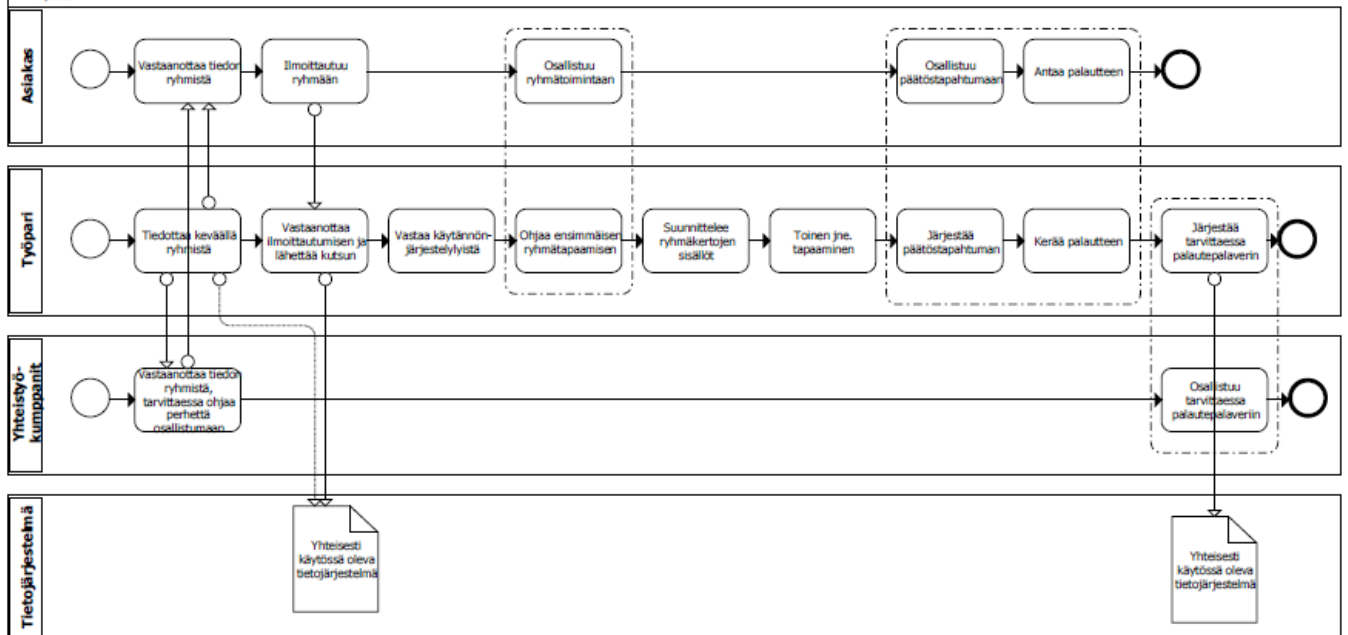 Asiakas
Vastaanottaa tiedon
ryhmistä
Ilmoittautuu
ryhmään
Osallistuu
ryhmätoimintaan
Osallistuu
päätöstapahtumaan
Antaa palautteen
Työpari
Tiedottaa keväällä
ryhmistä
Vastaanottaa
ilmoittautumisen ja
lähettää kutsun
Vastaa käytännön-
järjestelylyistä
Ohjaa ensimmäisen
ryhmätapaamisen
Suunnittelee
ryhmäkertojen
sisällöt
Toinen jne.
tapaaminen
Järjestää
päätöstapahtuman
Kerää palautteen
Järjestää
tarvittaessa
palautepalaverin
Yhteistyö-
kumppanit
Vastaanottaa tiedon
ryhmistä,
tarvittaessa ohjaa
perhettä
osallistumaan
Osallistuu
tarvittaessa
palautepalaveriin
Tietojärjestelmä
Yhteisesti
käytössä oleva
tietojärjestelmä
Yhteisesti
käytössä oleva
tietojärjestelmä